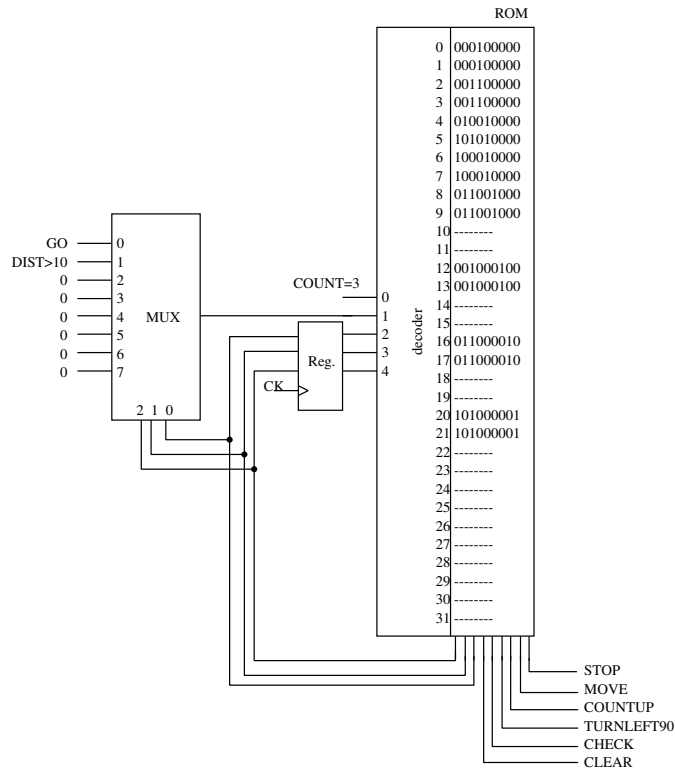 ROM
0 000100000
1 000100000
2 001100000
3 001100000
4 010010000
5 101010000
6 100010000
7 100010000
8 011001000
9 011001000
10 --------
11 --------
12 001000100
13 001000100
14 --------
15 --------
16 011000010
17 011000010
18 --------
19 --------
20 101000001
21 101000001
22 --------
23 --------
24 --------
25 --------
26 --------
27 --------
28 --------
29 --------
30 --------
31 --------
decoder
GO 0
DIST>10 1
0 2
0 3
0 4
0 5
0 6
0 7
MUX
2 1 0
COUNT=3 0
1
2
3
4
Reg.
CK
STOP
MOVE
COUNTUP
TURNLEFT90
CHECK
CLEAR